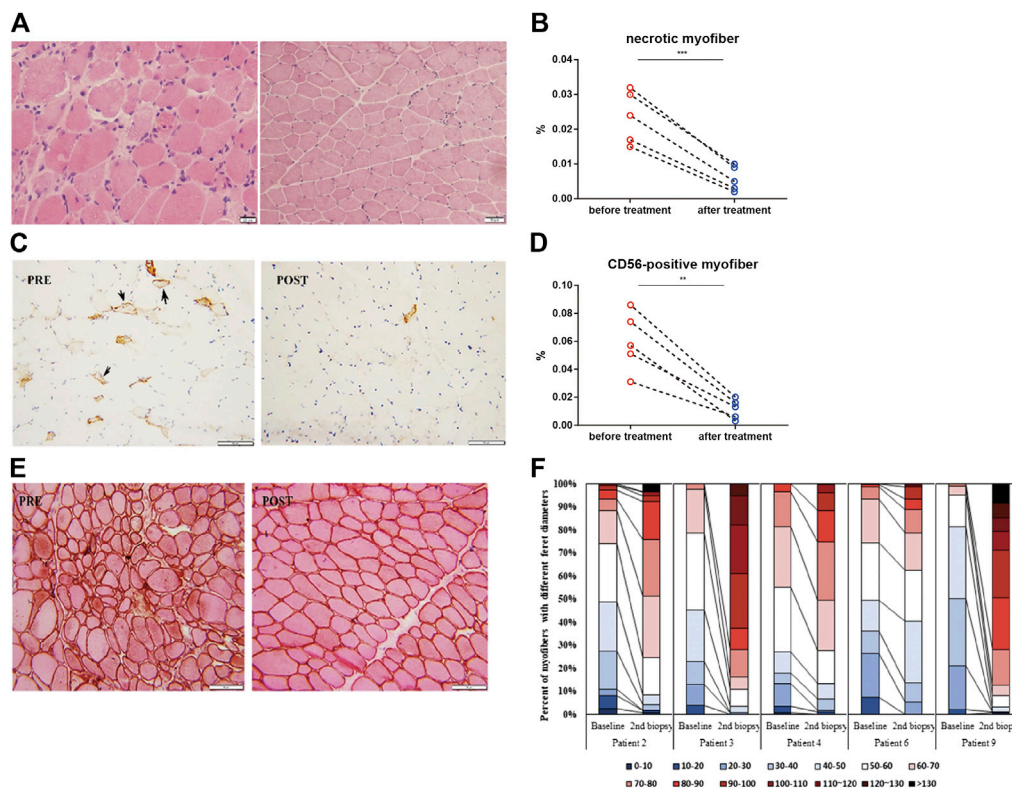 A
B
necrotic myofiber
***
0.04
0.03
0.02
0.01
0.00
%
before treatment
after treatment
C
PRE
POST
D
CD56-positive myofiber
**
0.10
0.08
0.06
0.04
0.02
0.00
%
before treatment
after treatment
E
PRE
POST
F
Percent of myofibers with different feret diameters
100%
90%
80%
70%
60%
50%
40%
30%
20%
10%
0%
Baseline 2nd biopsy Baseline 2nd biopsy Baseline 2nd biopsy Baseline 2nd biopsy Baseline 2nd biopsy
Patient 2 Patient 3 Patient 4 Patient 6 Patient 9
0-10 10-20 20-30 30-40 40-50 50-60 60-70
70-80 80-90 90-100 100-110 110~120 120~130 >130